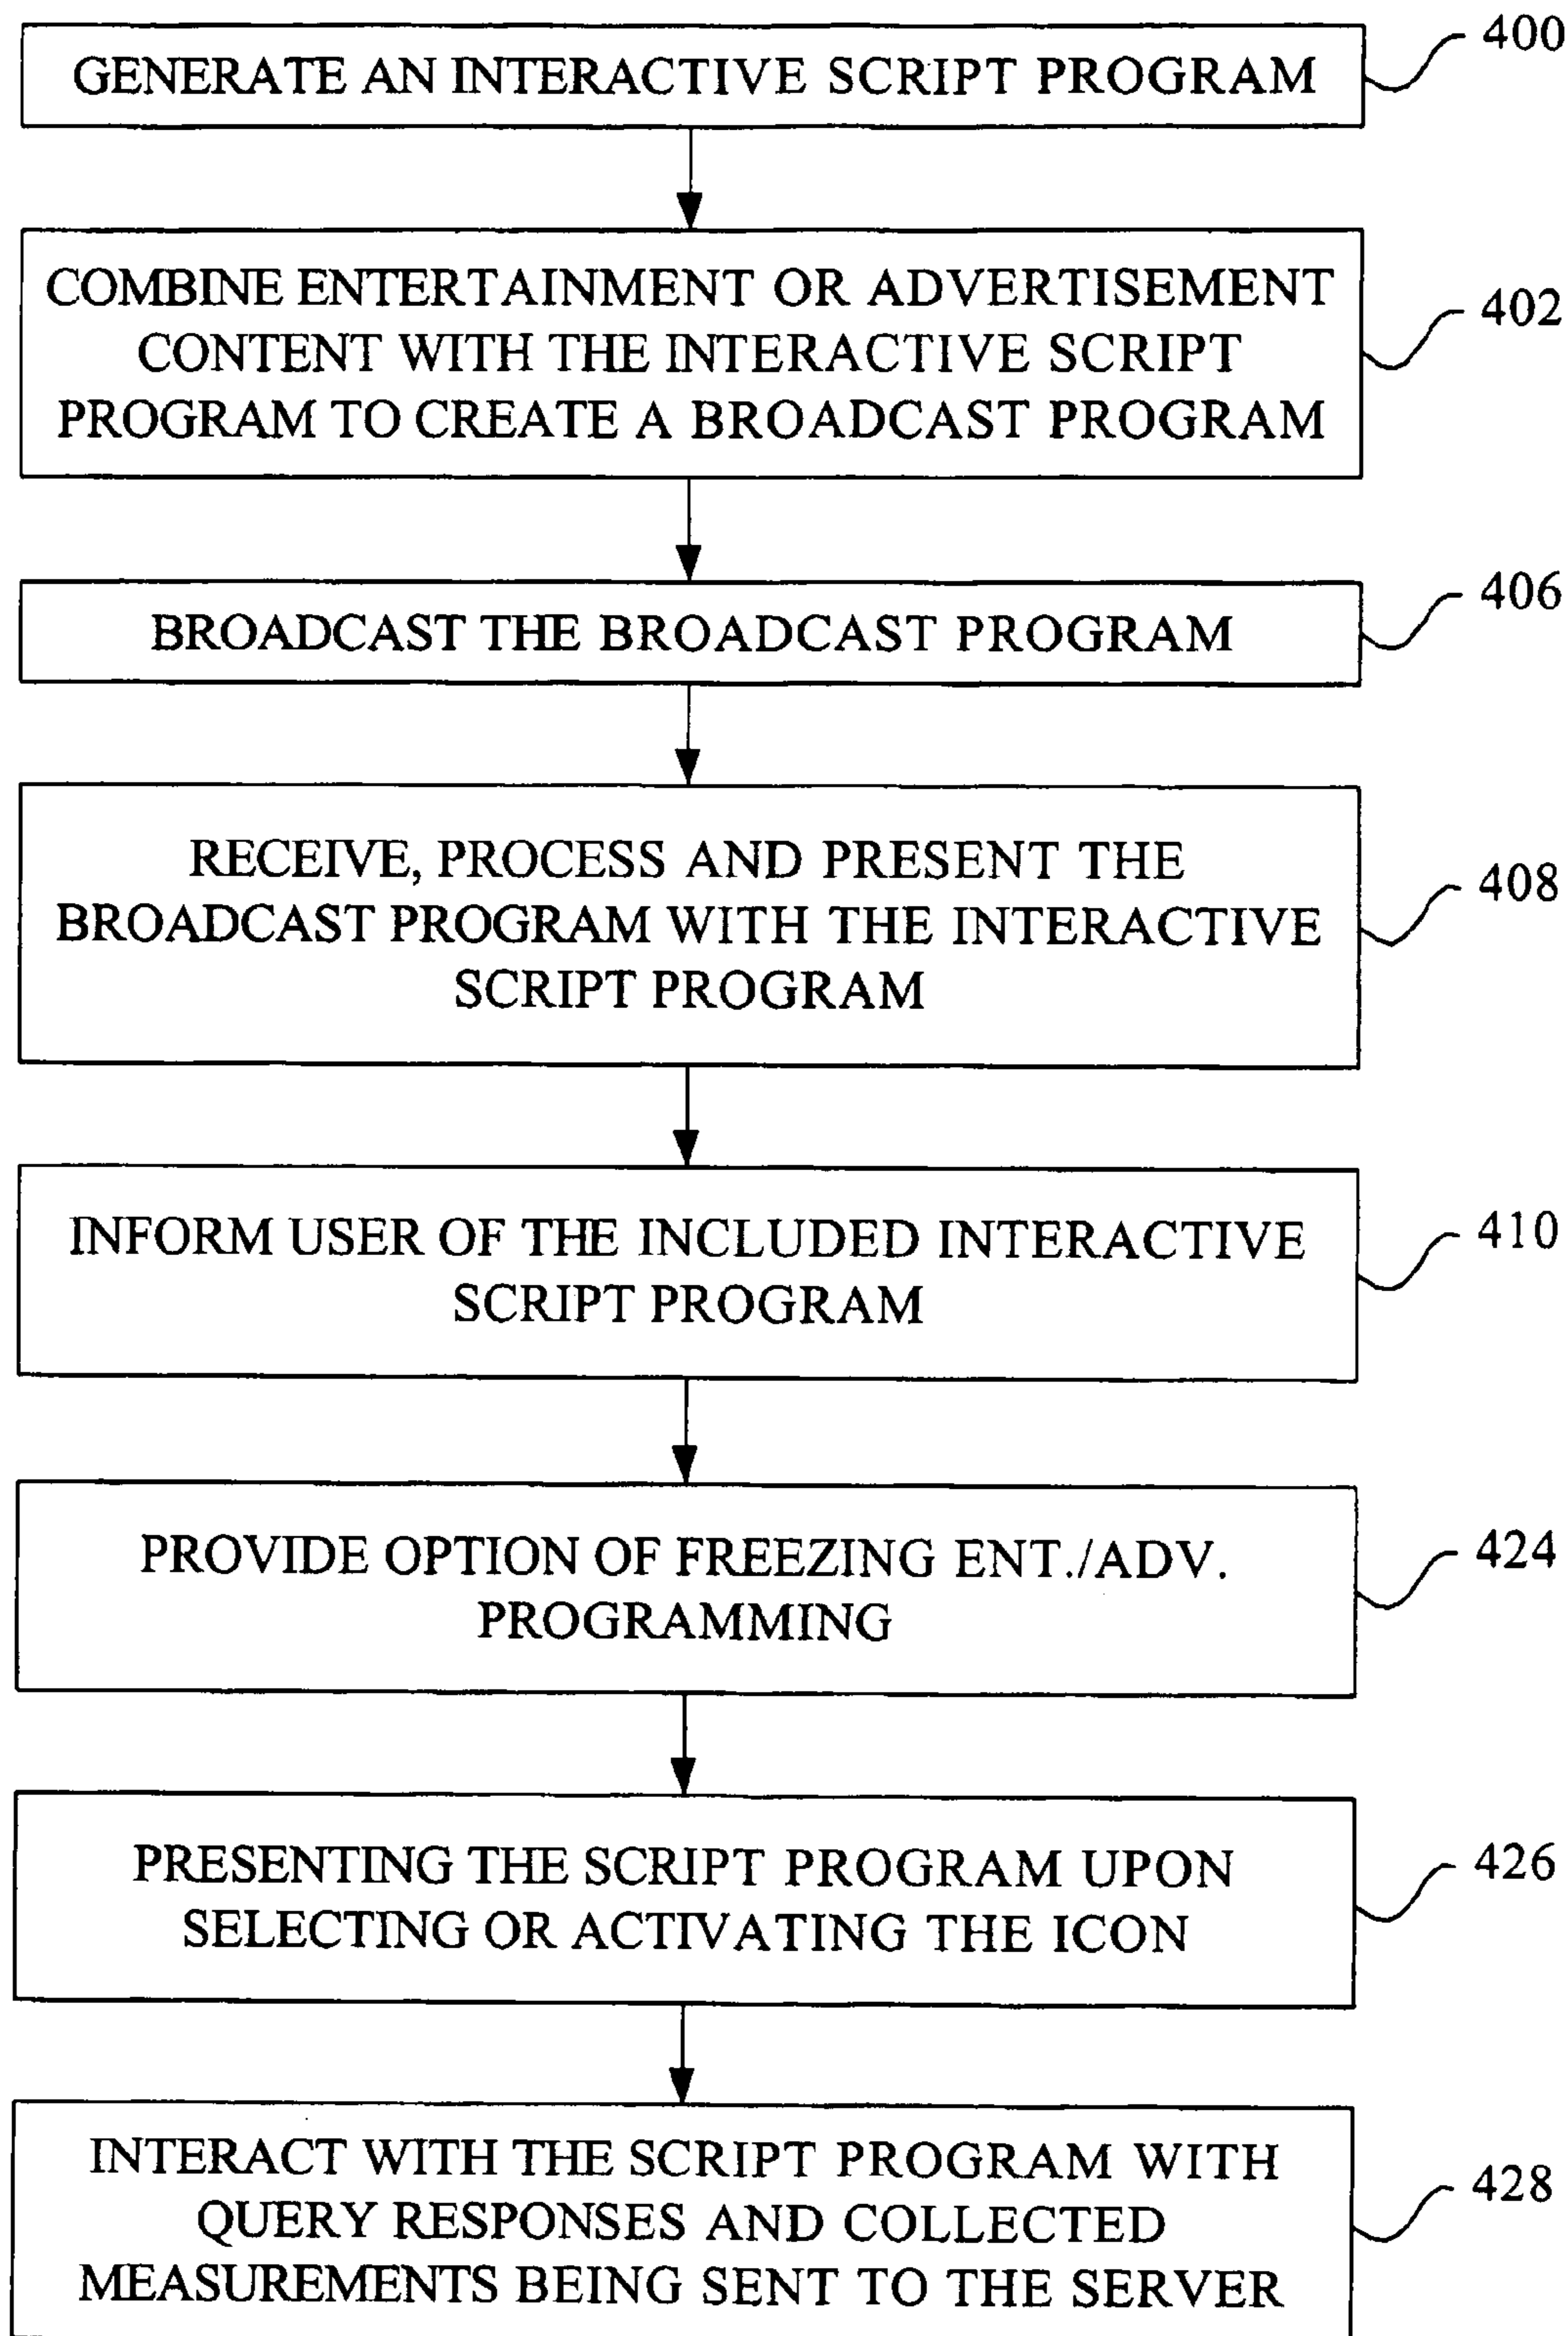 GENERATE AN INTERACTIVE SCRIPT PROGRAM
400
COMBINE ENTERTAINMENT OR ADVERTISEMENT
CONTENT WITH THE INTERACTIVE SCRIPT
PROGRAM TO CREATE A BROADCAST PROGRAM
402
BROADCAST THE BROADCAST PROGRAM
406
RECEIVE, PROCESS AND PRESENT THE
BROADCAST PROGRAM WITH THE INTERACTIVE
SCRIPT PROGRAM
408
INFORM USER OF THE INCLUDED INTERACTIVE
SCRIPT PROGRAM
410
PROVIDE OPTION OF FREEZING ENT./ADV.
PROGRAMMING
424
PRESENTING THE SCRIPT PROGRAM UPON
SELECTING OR ACTIVATING THE ICON
426
INTERACT WITH THE SCRIPT PROGRAM WITH
QUERY RESPONSES AND COLLECTED
MEASUREMENTS BEING SENT TO THE SERVER
428